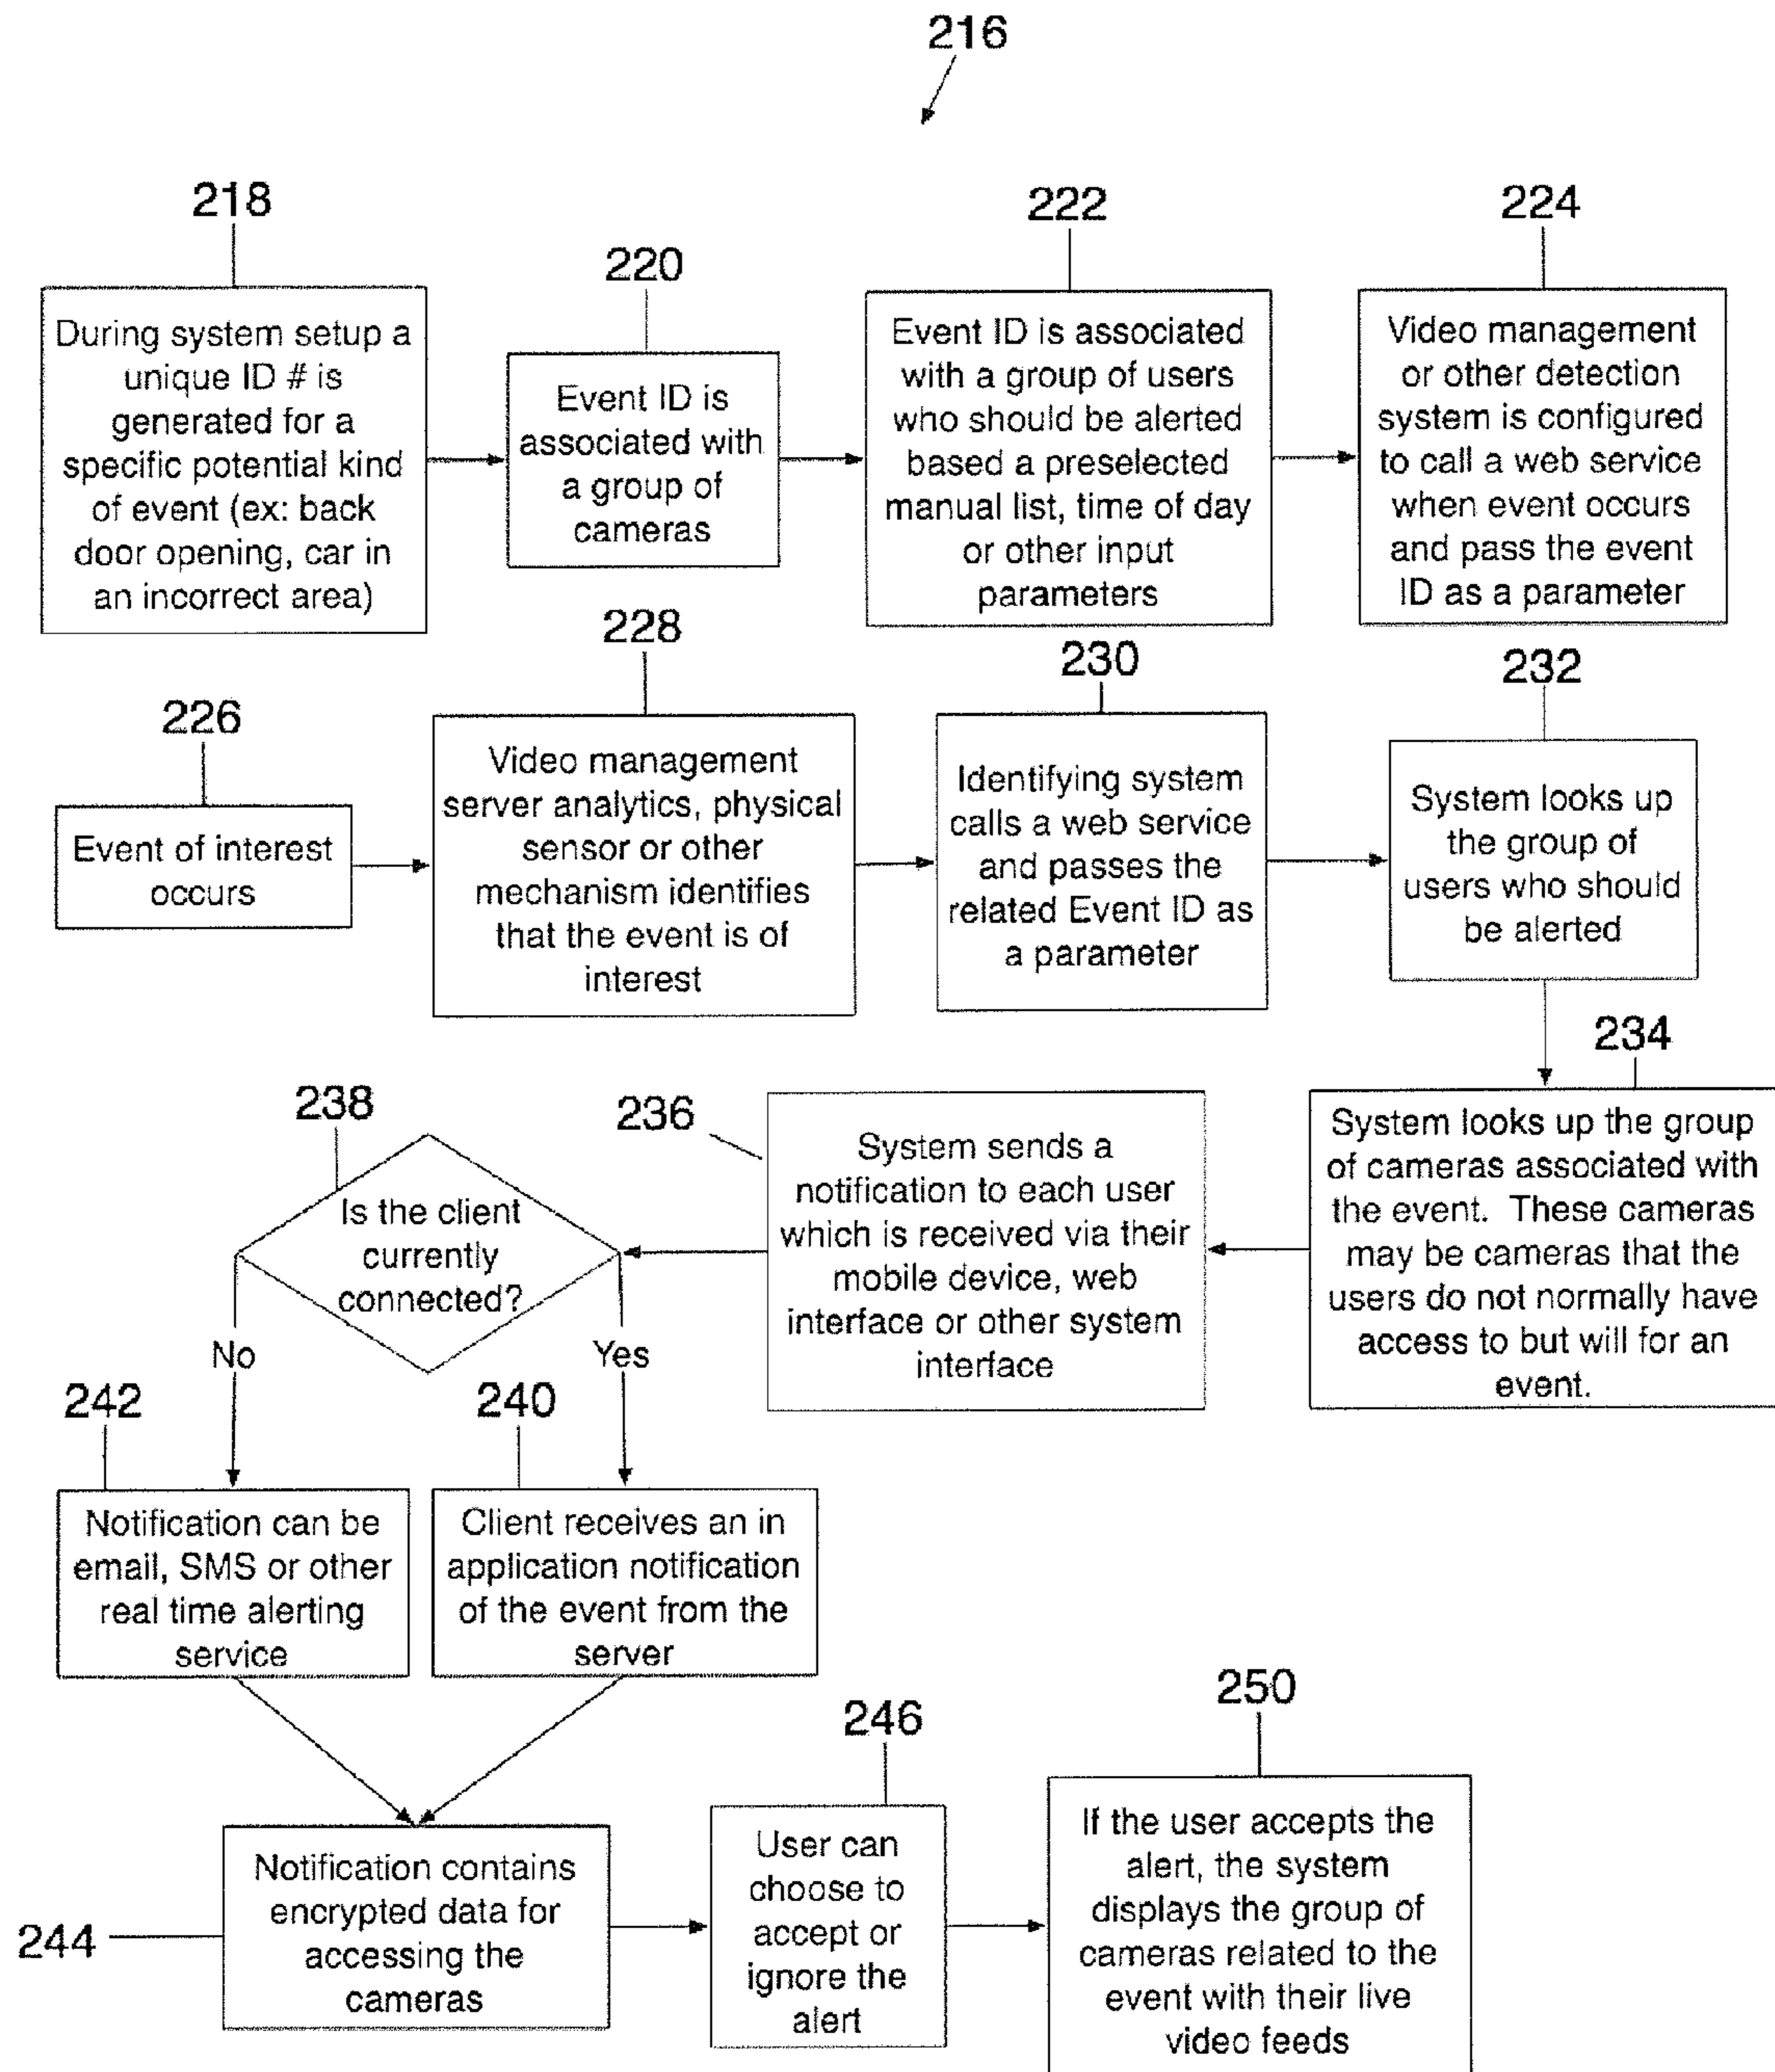 216
218
During system setup a
unique ID # is
generated for a
specific potential kind
of event (ex: back
door opening, car in
an incorrect area)
220
Event ID is
associated with
a group of
cameras
222
Event ID is associated
with a group of users
who should be alerted
based a preselected
manual list, time of day
or other input
parameters
224
Video management
or other detection
system is configured
to call a web service
when event occurs
and pass the event
ID as a parameter
226
Event of interest
occurs
228
Video management
server analytics, physical
sensor or other
mechanism identifies
that the event is of
interest
230
Identifying system
calls a web service
and passes the
related Event ID as
a parameter
232
System looks up
the group of
users who should
be alerted
234
System looks up the group
of cameras associated with
the event. These cameras
may be cameras that the
users do not normally have
access to but will for an
event.
236
System sends a
notification to each user
which is received via their
mobile device, web
interface or other system
interface
238
Is the client
currently
connected?
No
Yes
242
Notification can be
email, SMS or other
real time alerting
service
240
Client receives an in
application notification
of the event from the
server
244
Notification contains
encrypted data for
accessing the
cameras
246
User can
choose to
accept or
ignore the
alert
250
If the user accepts the
alert, the system
displays the group of
cameras related to the
event with their live
video feeds